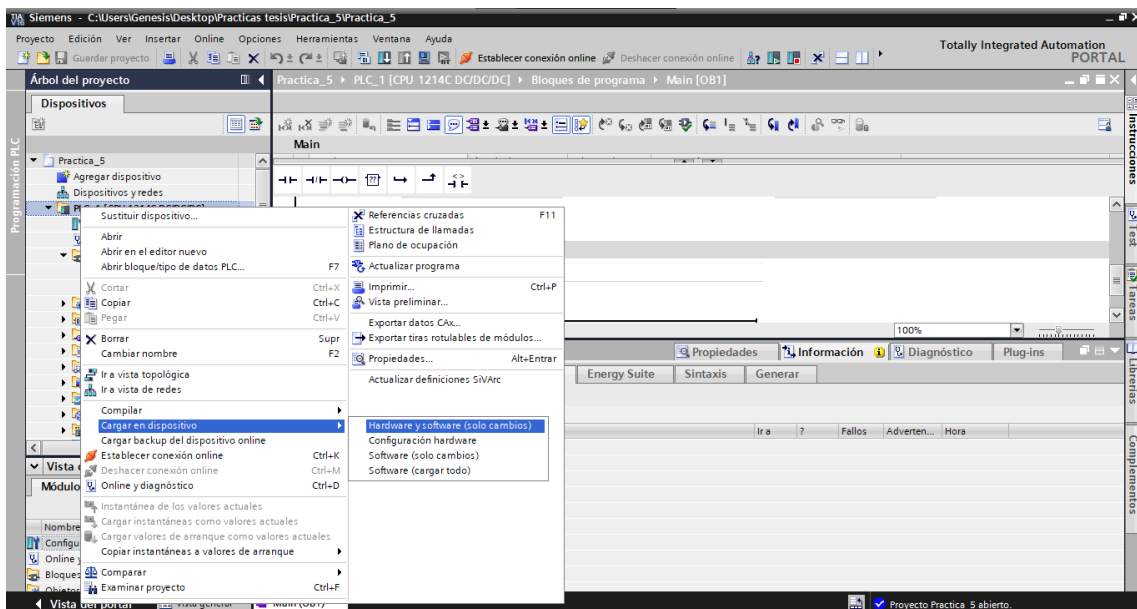 Siemens - C:\Users\Genesis\Desktop\Practicas tesis\Practica_5\Practica_5
Proyecto Edición Ver Insertar Online Opciones Herramientas Ventana Ayuda
Guardar proyecto Establecer conexión online Deshacer conexión online
Totally Integrated Automation
PORTAL
Árbol del proyecto
Practica_5 PLC_1 [CPU 1214C DC/DC/DC] Bloques de programa Main [OB1]
Dispositivos
Main
Programación PLC
Practica_5
Agregar dispositivo
Dispositivos y redes
Sustituir dispositivo...
Abrir
Abrir en el editor nuevo
Abrir bloque/tipo de datos PLC... F7
Cortar Ctrl+X
Copiar Ctrl+C
Pegar Ctrl+V
Borrar Supr
Cambiar nombre F2
Ir a vista topológica
Ir a vista de redes
Compilar
Cargar en dispositivo
Cargar backup del dispositivo online
Establecer conexión online Ctrl+K
Deshacer conexión online Ctrl+M
Online y diagnóstico Ctrl+D
Instantánea de los valores actuales
Cargar instantáneas como valores actuales
Cargar valores de arranque como valores actuales
Copiar instantáneas a valores de arranque
Comparar
Examinar proyecto Ctrl+F
Referencias cruzadas F11
Estructura de llamadas
Plano de ocupación
Actualizar programa
Imprimir... Ctrl+P
Vista preliminar...
Exportar datos CAx...
Exportar tiras rotulables de módulos...
Propiedades... Alt+Entrar
Actualizar definiciones SiVArc
Hardware y software (solo cambios)
Configuración hardware
Software (solo cambios)
Software (cargar todo)
100%
Propiedades Información Diagnóstico Plug-ins
Energy Suite Sintaxis Generar
Ir a ? Fallos Adverten... Hora
Instrucciones
Test
Tareas
Librerías
Complementos
Vista
Módulo
Nombre
Configu
Online y
Bloques
Objetos
Vista del portal Vista general Main (OB1)
Proyecto Practica_5 abierto.